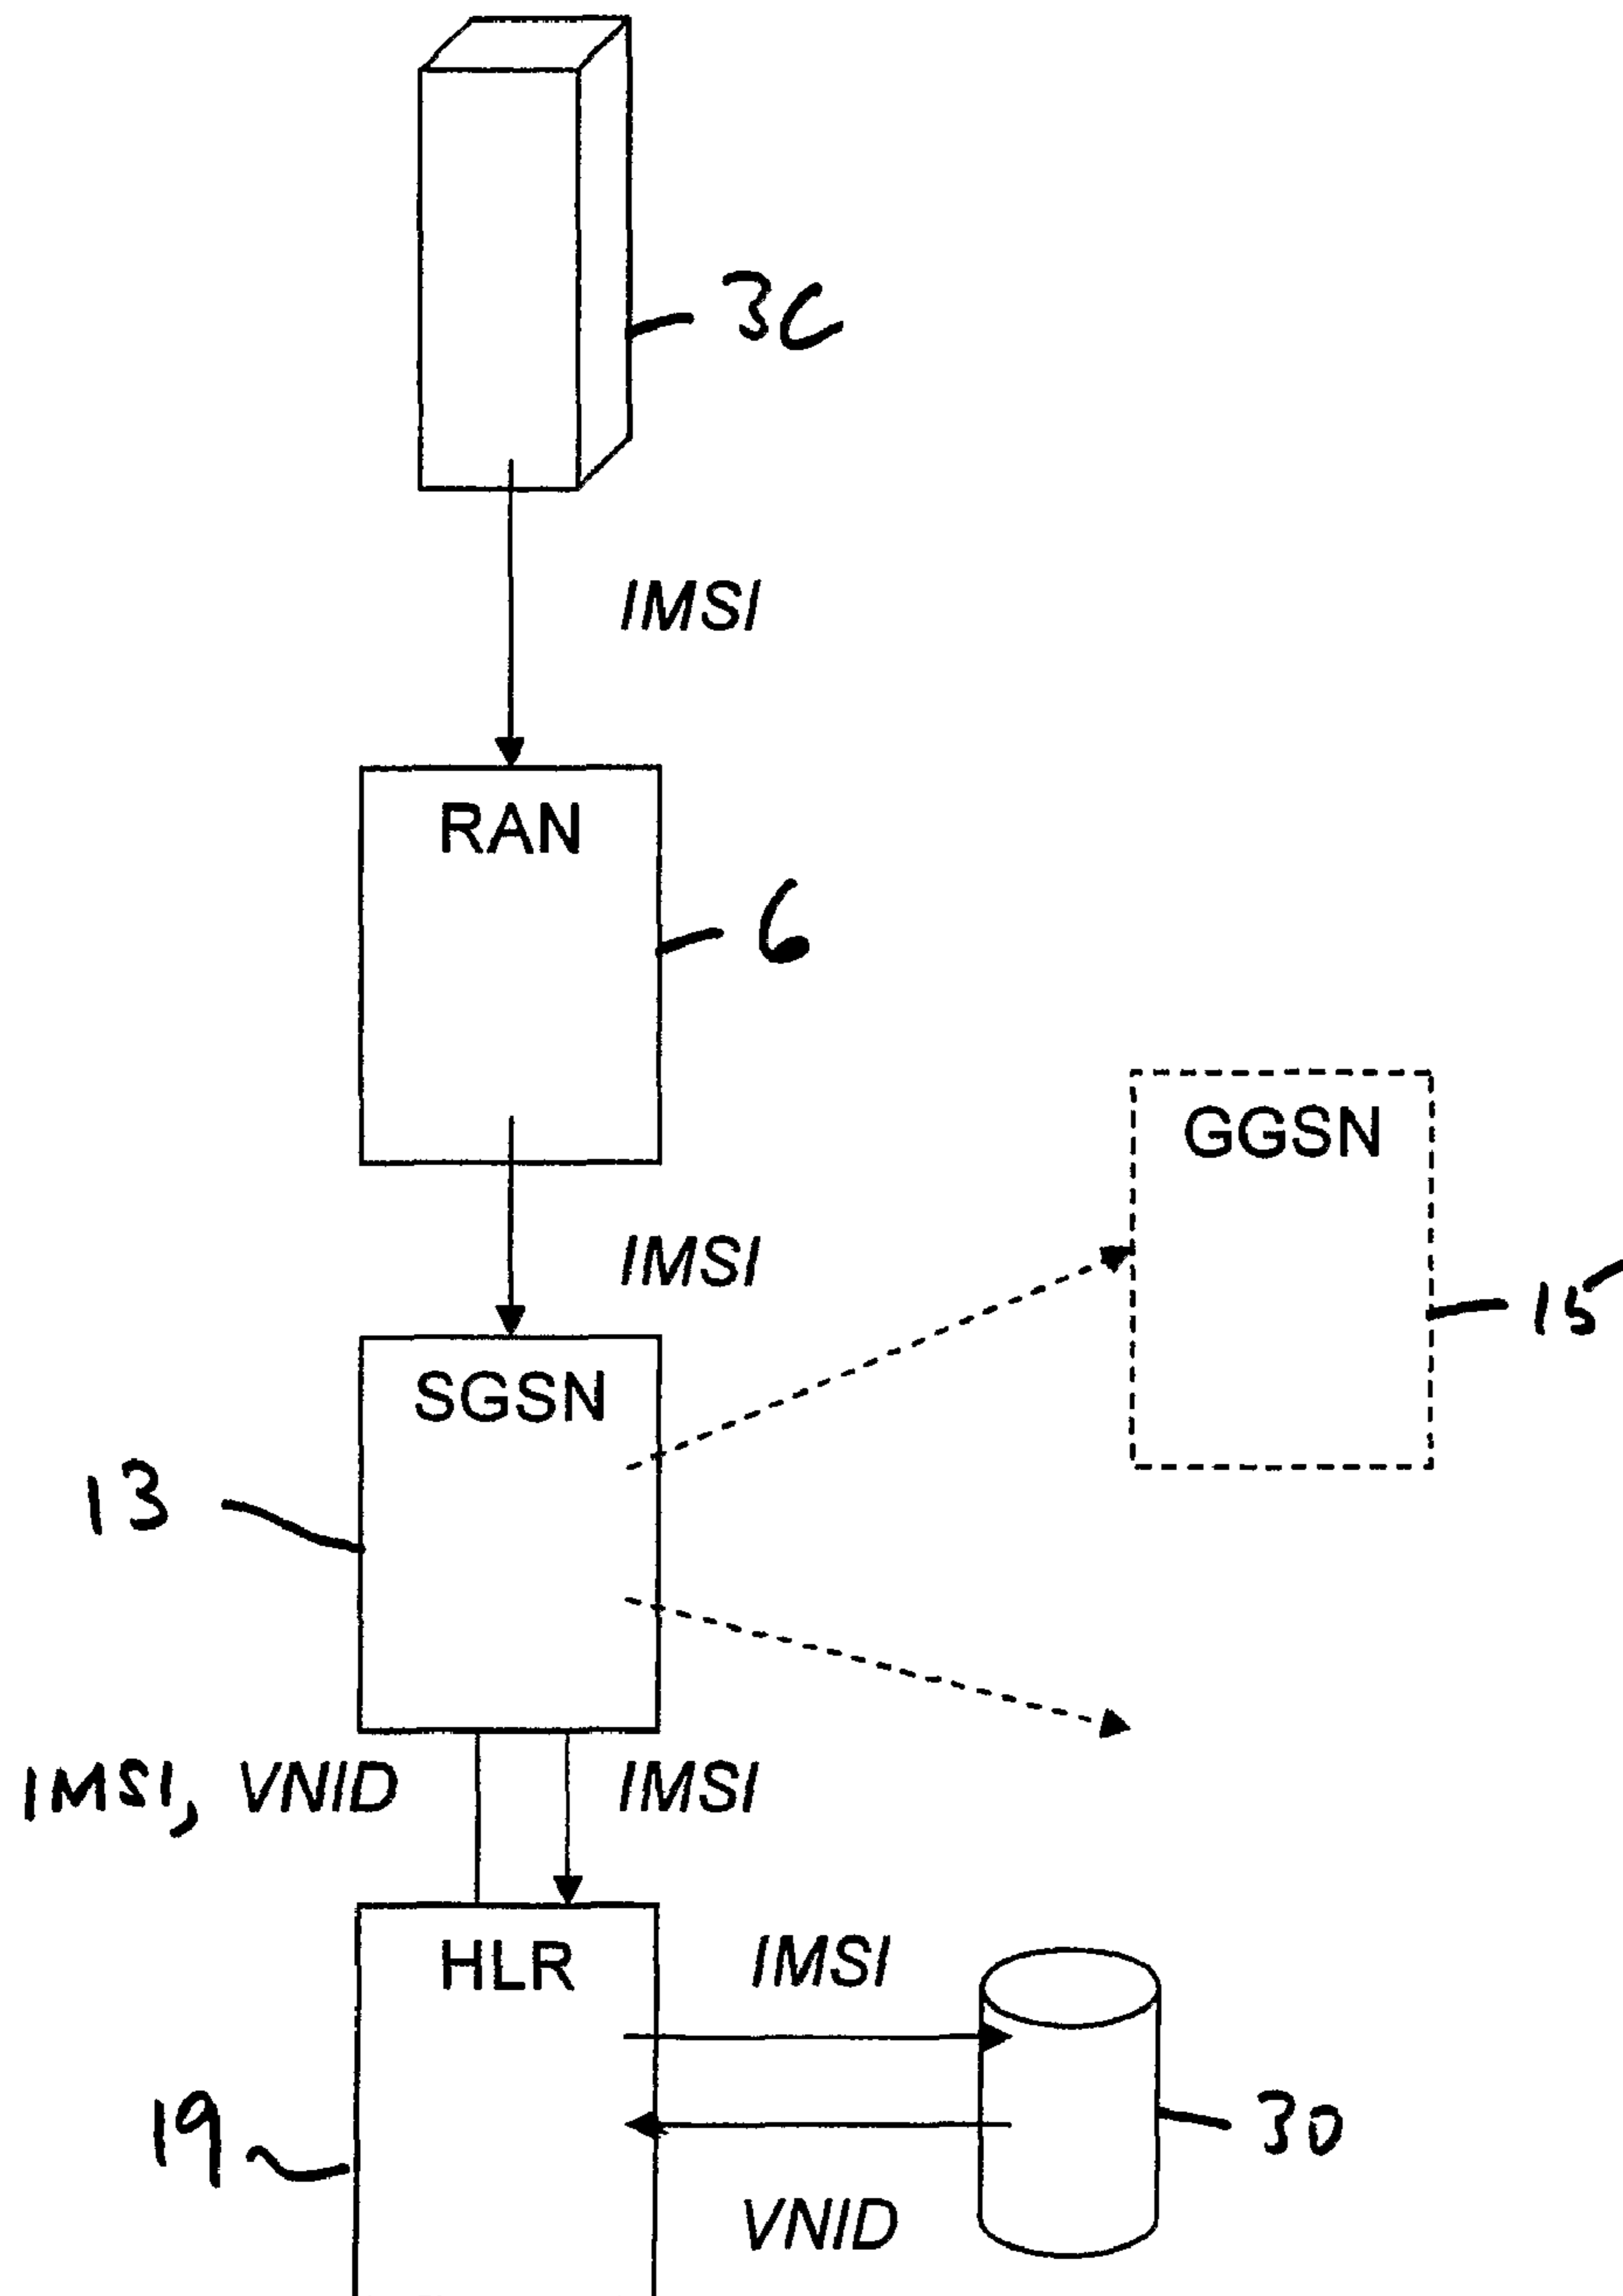 3C
IMSI
RAN
6
GGSN
IMSI
15
SGSN
13
IMSI, VNID
IMSI
HLR
IMSI
19
30
VNID